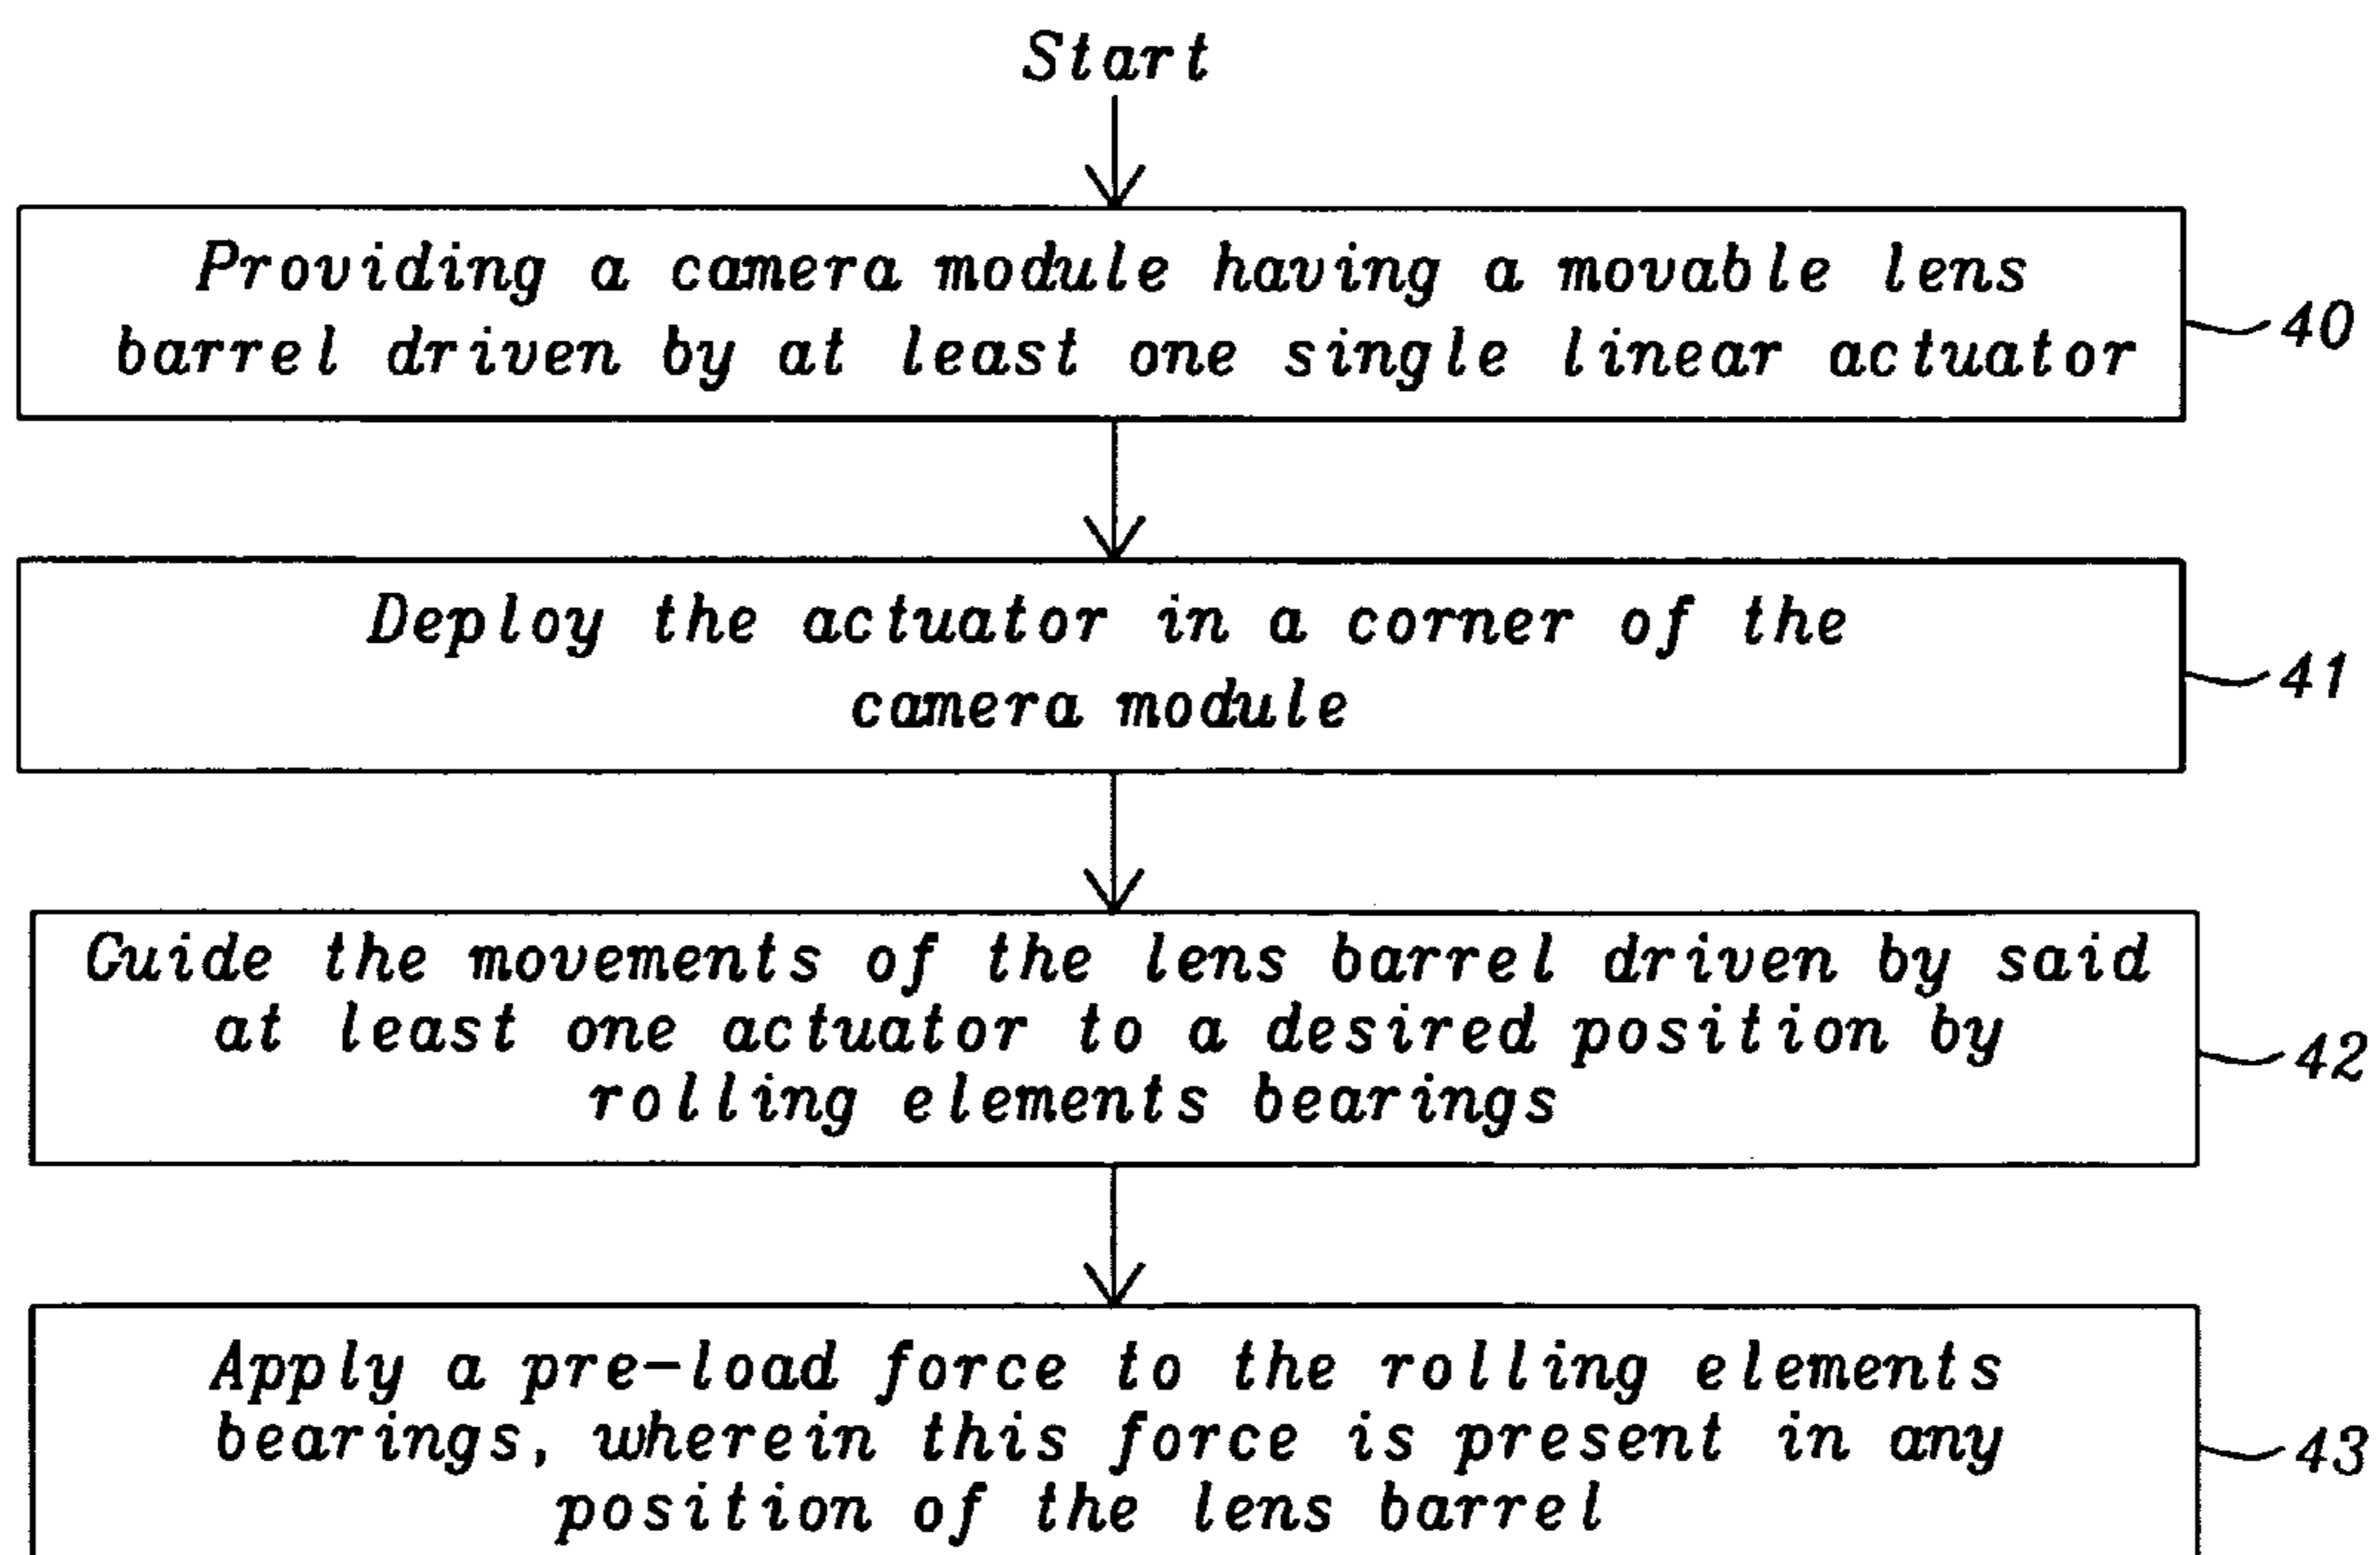 Start
Providing a camera module having a movable lens
barrel driven by at least one single linear actuator
40
Deploy the actuator in a corner of the
camera module
41
Guide the movements of the lens barrel driven by said
at least one actuator to a desired position by
rolling elements bearings
42
Apply a pre-load force to the rolling elements
bearings, wherein this force is present in any
position of the lens barrel
43